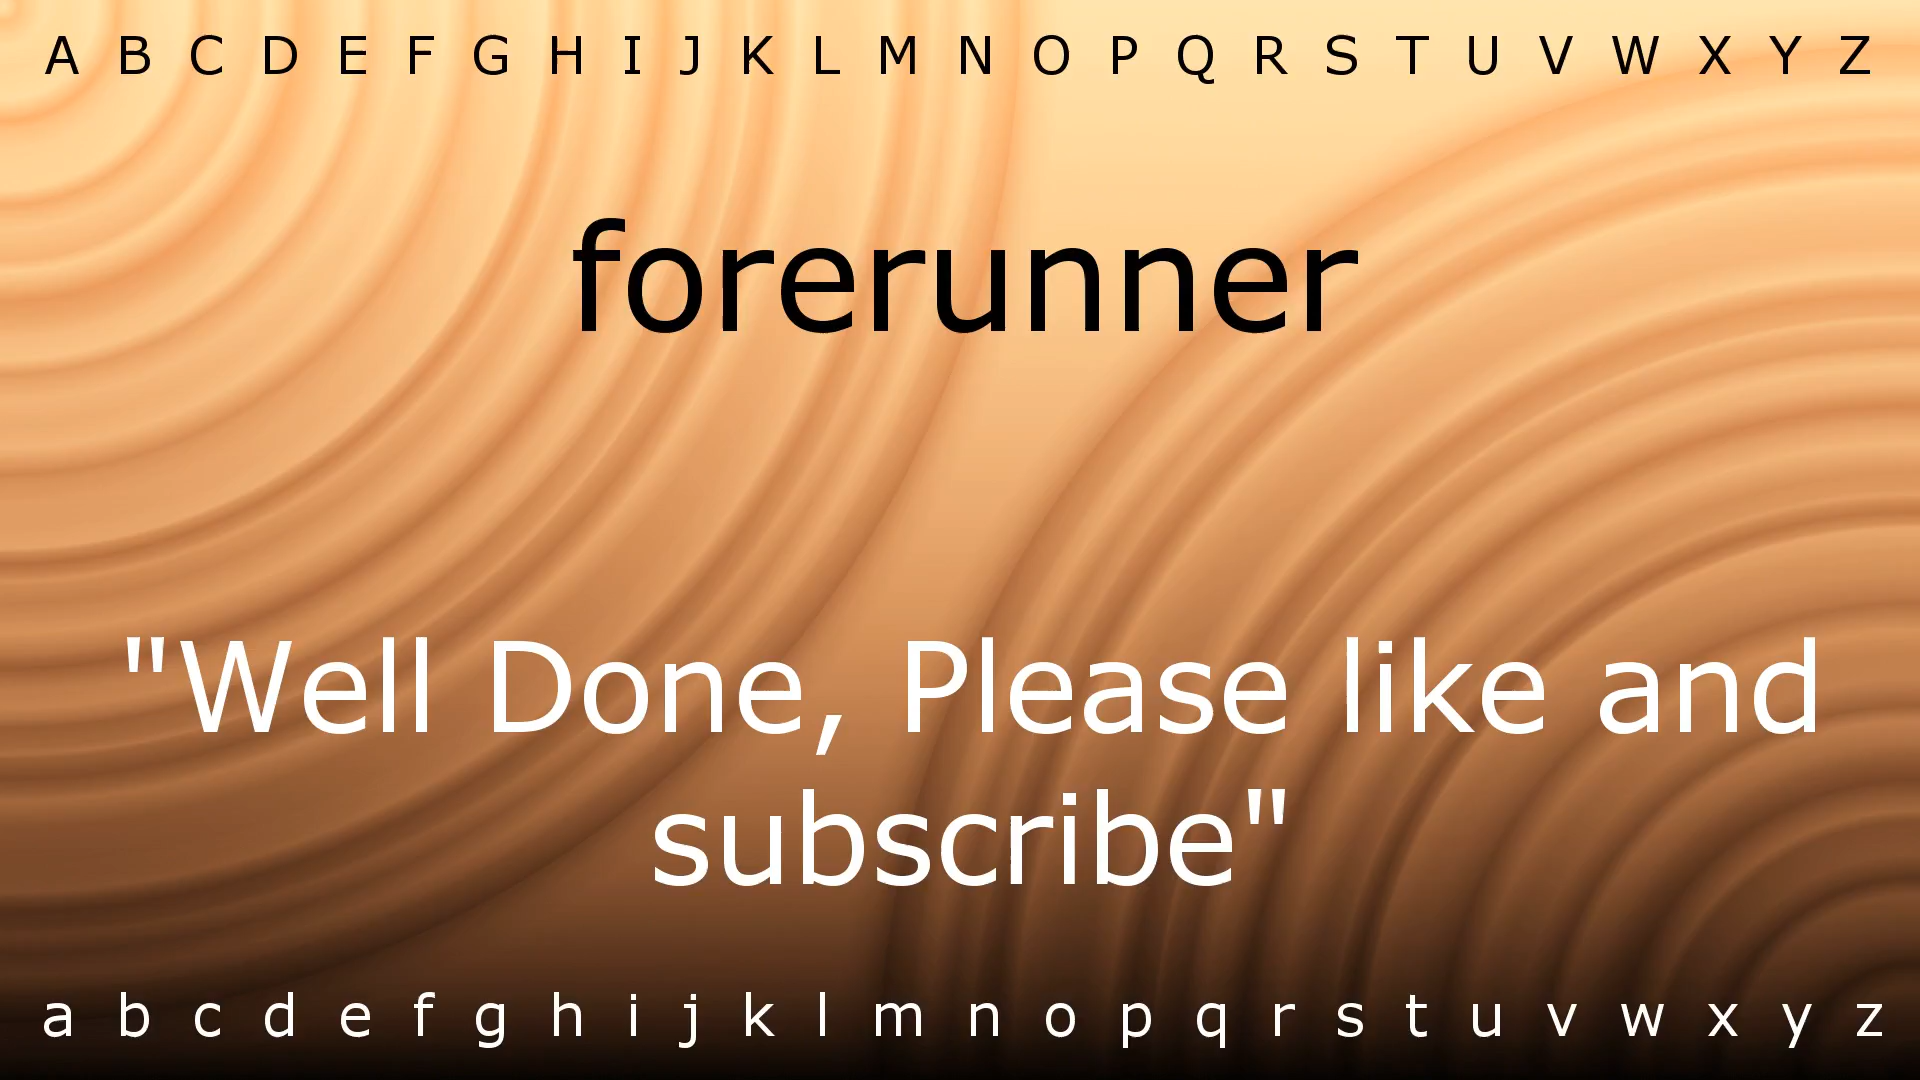 A B C D E F G H I J K L M N O P Q R S T U V W X Y Z
forerunner
"Well Done, Please like and
subscribe"
a b c d e f g h i j k l m n o p q r s t u v w x y z